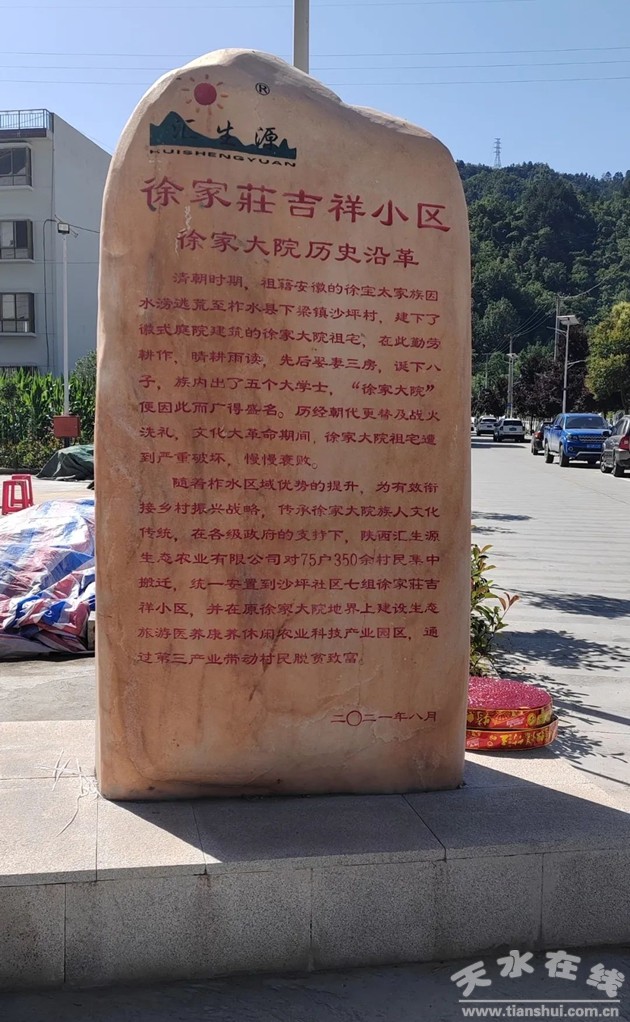 ®
汇生源
HUISHENGYUAN
徐家莊吉祥小区
徐家大院历史沿革
清朝时期，祖籍安徽的徐宝太家族因
水涝逃荒至柞水县下梁镇沙坪村，建下了
徽式庭院建筑的徐家大院祖宅，在此勤劳
耕作、晴耕雨读，先后娶妻三房，诞下八
子，族内出了五个大学士，“徐家大院”
便因此而广得盛名。历经朝代更替及战火
洗礼，文化大革命期间，徐家大院祖宅遭
到严重破坏，慢慢衰败。
随着柞水区域优势的提升，为有效衔
接乡村振兴战略，传承徐家大院族人文化
传统，在各级政府的支持下，陕西汇生源
生态农业有限公司对75户350余村民集中
搬迁，统一安置到沙坪社区七组徐家莊吉
祥小区，并在原徐家大院地界上建设生态
旅游医养康养休闲农业科技产业园区，通
过第三产业带动村民脱贫致富。
二〇二一年八月
天水在线
www.tianshui.com.cn